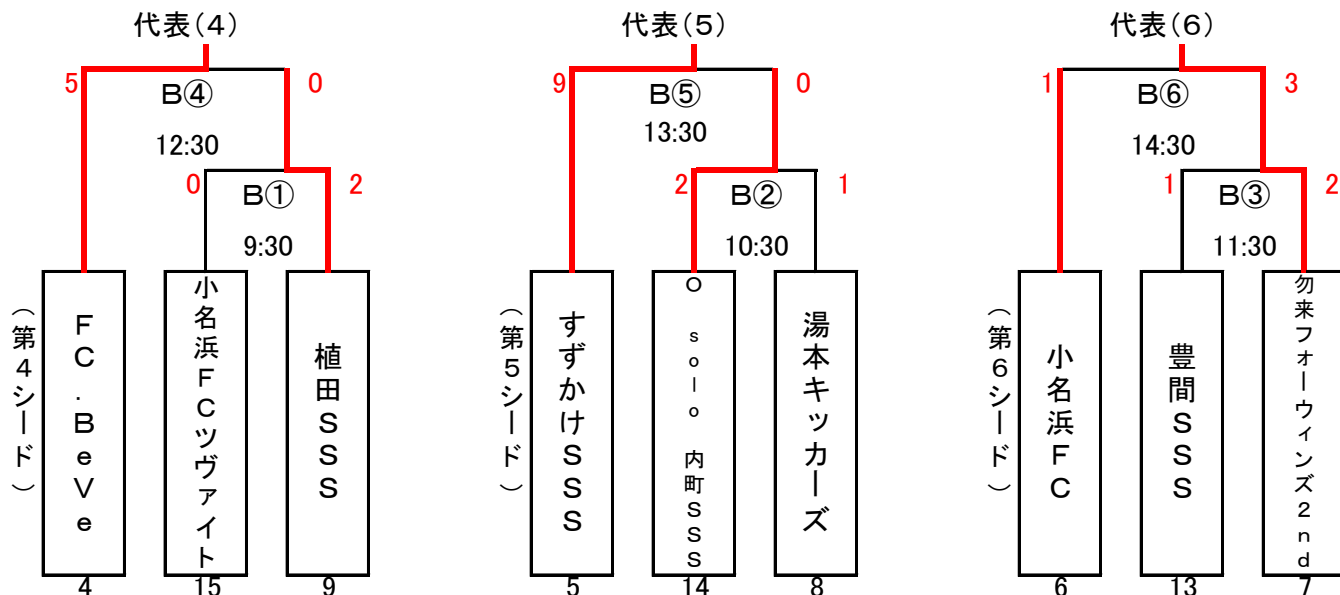 代表(4)
5
0
B④
12:30
0
2
B①
9:30
(第4シード)
FC.BeVe
小名浜FCツヴァイト
植田SSS
4
15
9
代表(5)
9
0
B⑤
13:30
2
1
B②
10:30
(第5シード)
すずかけSSS
O solo 内町SSS
湯本キッカーズ
5
14
8
代表(6)
1
3
B⑥
14:30
1
2
B③
11:30
(第6シード)
小名浜FC
豊間SSS
勿来フォーウィンズ2nd
6
13
7